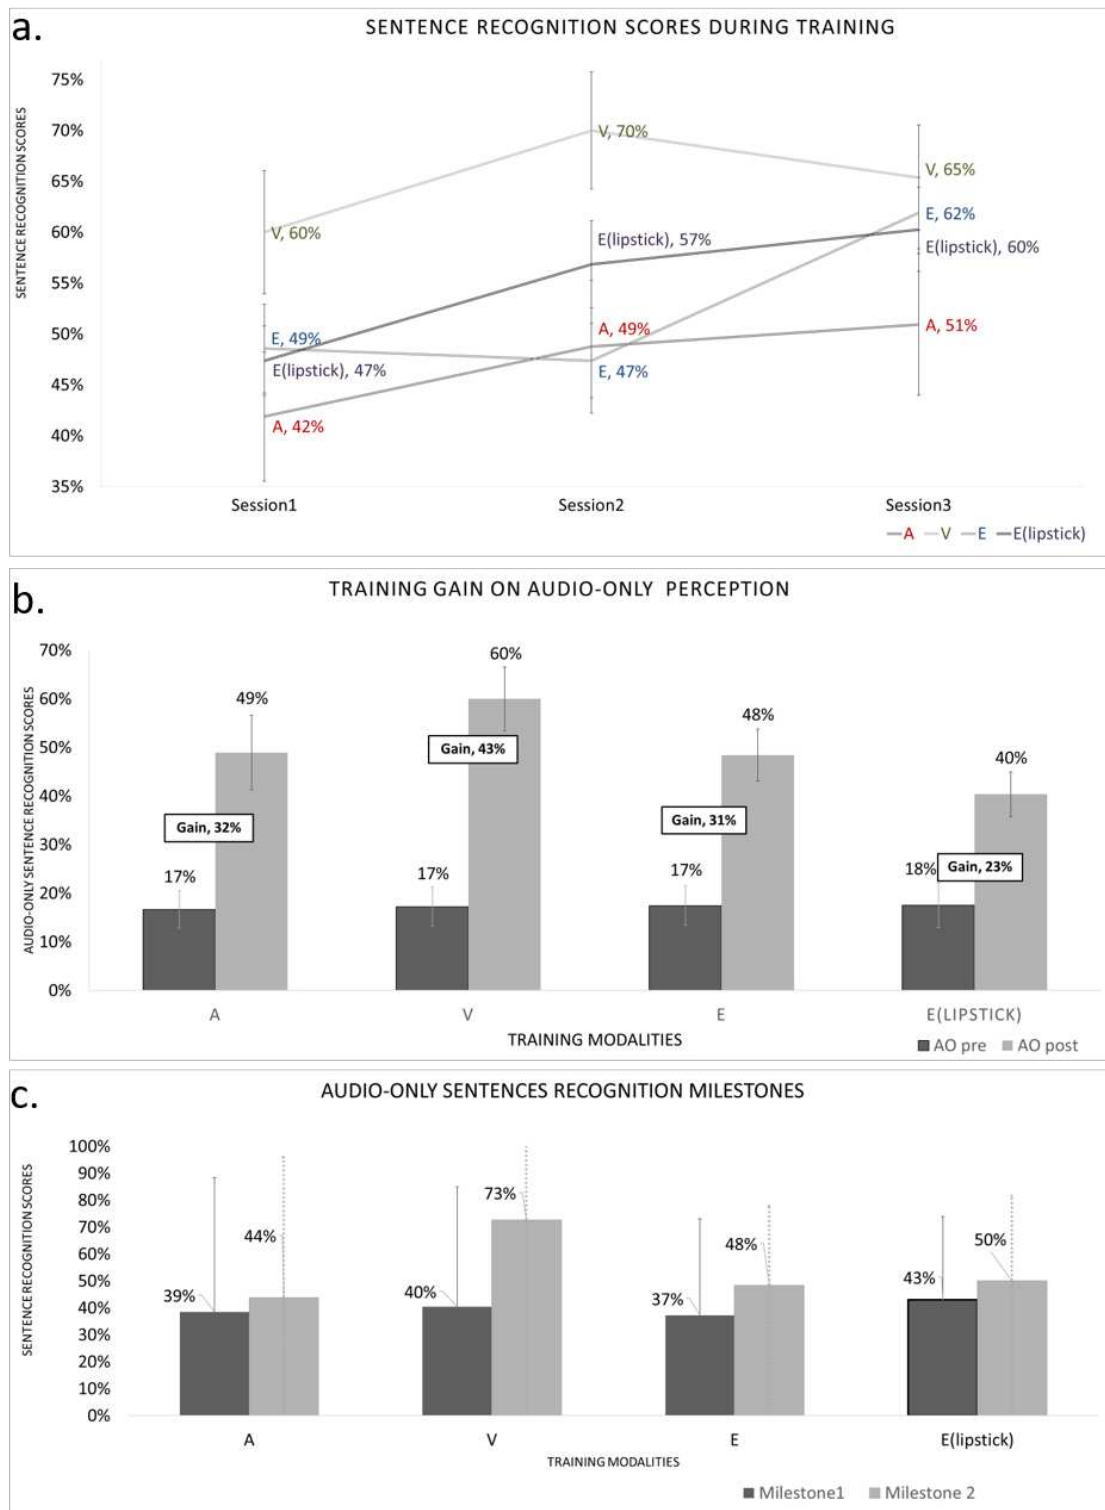 a.
SENTENCE RECOGNITION SCORES DURING TRAINING
SENTENCE RECOGNITION SCORES
75%
70%
65%
60%
55%
50%
45%
40%
35%
V, 60%
V, 70%
V, 65%
E, 62%
E(lipstick), 57%
E(lipstick), 60%
E, 49%
A, 49%
A, 51%
E(lipstick), 47%
E, 47%
A, 42%
Session1 Session2 Session3
A V E E(lipstick)
b.
TRAINING GAIN ON AUDIO-ONLY PERCEPTION
AUDIO-ONLY SENTENCE RECOGNITION SCORES
70%
60%
50%
40%
30%
20%
10%
0%
17%
49%
Gain, 32%
17%
60%
Gain, 43%
17%
48%
Gain, 31%
18%
40%
Gain, 23%
A V E E(LIPSTICK)
TRAINING MODALITIES
AO pre AO post
c.
AUDIO-ONLY SENTENCES RECOGNITION MILESTONES
SENTENCE RECOGNITION SCORES
100%
90%
80%
70%
60%
50%
40%
30%
20%
10%
0%
39%
44%
40%
73%
37%
48%
43%
50%
A V E E(lipstick)
TRAINING MODALITIES
Milestone1 Milestone 2